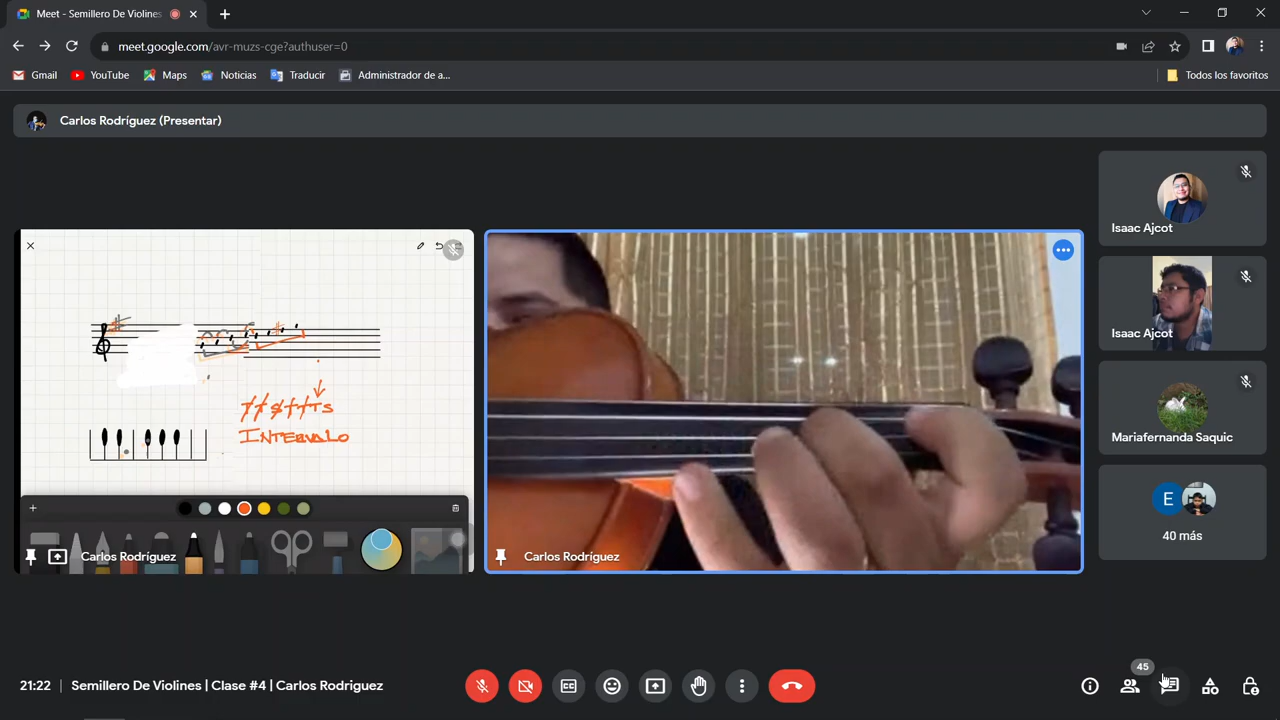 Meet - Semillero De Violines
meet.google.com/avr-muzs-cge?authuser=0
Gmail YouTube Maps Noticias Traducir Administrador de a... Todos los favoritos
Carlos Rodríguez (Presentar)
Isaac Ajcot
Isaac Ajcot
Mariafernanda Saquic
E
40 más
INTERVALO
Carlos Rodríguez
Carlos Rodríguez
45
21:22 Semillero De Violines | Clase #4 | Carlos Rodriguez